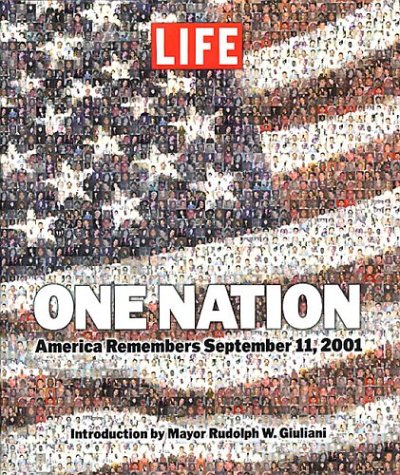 LIFE
ONE NATION
America Remembers September 11, 2001
Introduction by Mayor Rudolph W. Giuliani